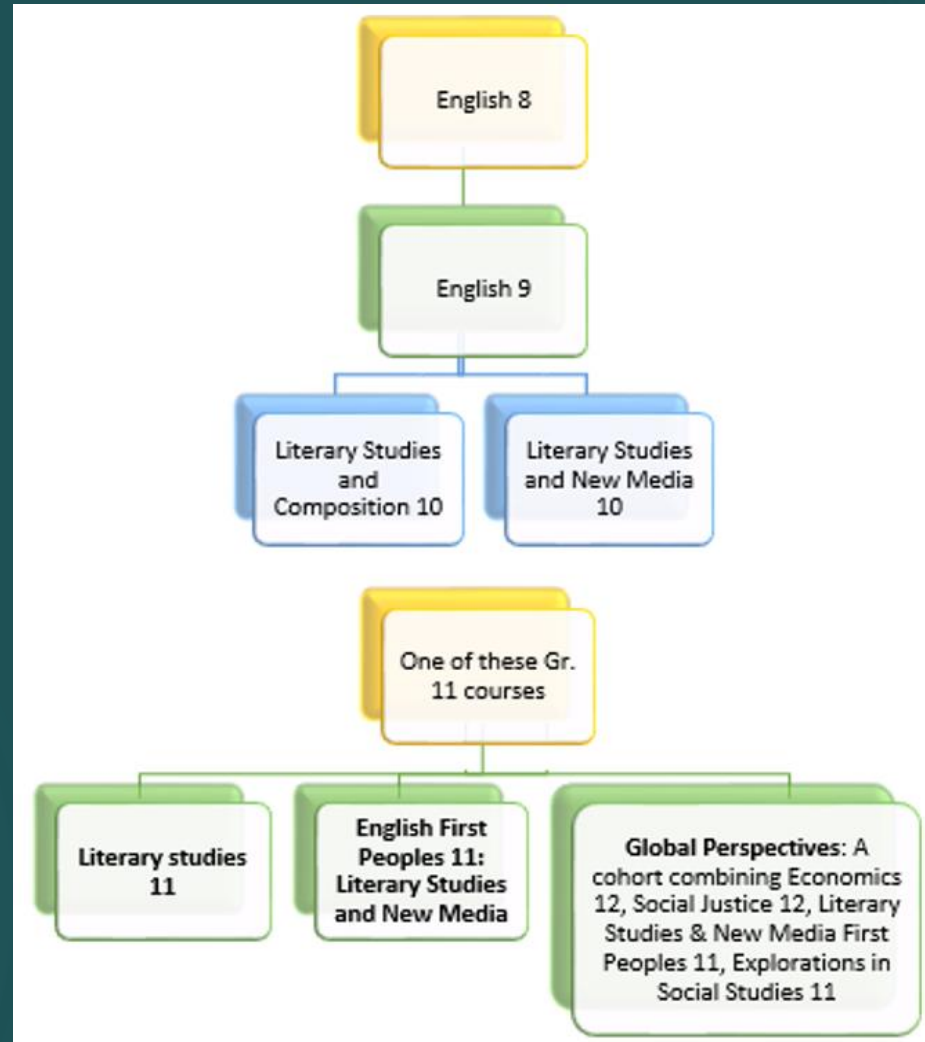 English 8
English 9
Literary Studies
and
Composition 10
Literary Studies
and New Media
10
One of these Gr.
11 courses
Literary studies
11
English First
Peoples 11:
Literary Studies
and New Media
Global Perspectives: A
cohort combining Economics
12, Social Justice 12, Literary
Studies & New Media First
Peoples 11, Explorations in
Social Studies 11